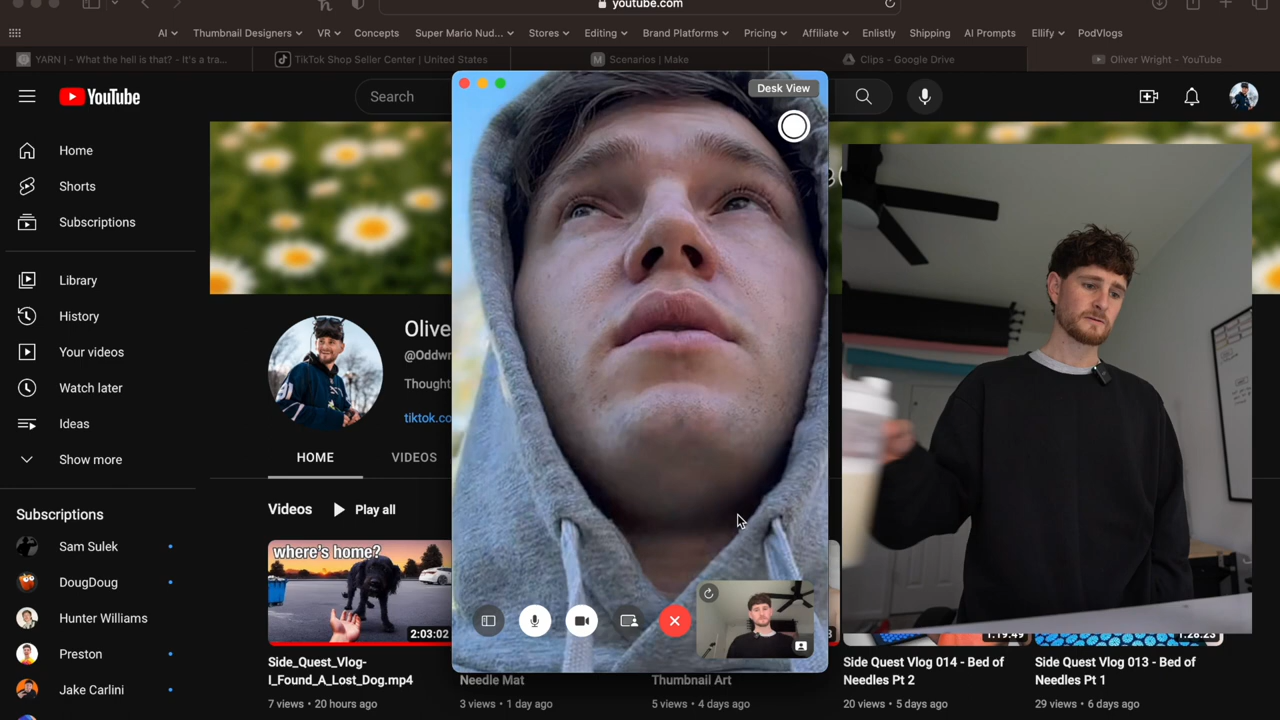 youtube.com
AI
Thumbnail Designers
VR
Concepts
Super Mario Nud...
Stores
Editing
Brand Platforms
Pricing
Affiliate
Enlistly
Shipping
AI Prompts
Ellify
PodVlogs
YARN | - What the hell is that? - It's a tra...
TikTok Shop Seller Center | United States
Scenarios | Make
Clips - Google Drive
Oliver Wright - YouTube
YouTube
Search
Desk View
Home
Shorts
Subscriptions
Library
History
Your videos
Watch later
Ideas
Show more
Subscriptions
Sam Sulek
DougDoug
Hunter Williams
Preston
Jake Carlini
Olive
@Oddwr
Thought
tiktok.co
HOME
VIDEOS
Videos
Play all
where's home?
2:03:02
1:19:49
1:28:23
Side_Quest_Vlog-
I_Found_A_Lost_Dog.mp4
7 views • 20 hours ago
Needle Mat
3 views • 1 day ago
Thumbnail Art
5 views • 4 days ago
Side Quest Vlog 014 - Bed of
Needles Pt 2
20 views • 5 days ago
Side Quest Vlog 013 - Bed of
Needles Pt 1
29 views • 6 days ago